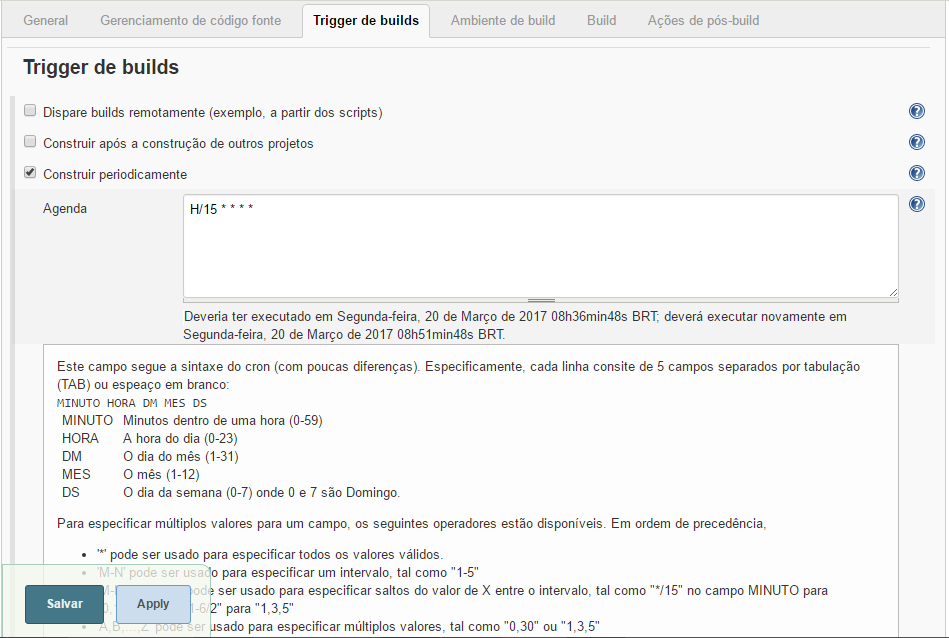 General Gerenciamento de código fonte Trigger de builds Ambiente de build Build Ações de pós-build
Trigger de builds
Dispare builds remotamente (exemplo, a partir dos scripts)
Construir após a construção de outros projetos
Construir periodicamente
Agenda
H/15 * * * *
Deveria ter executado em Segunda-feira, 20 de Março de 2017 08h36min48s BRT; deverá executar novamente em
Segunda-feira, 20 de Março de 2017 08h51min48s BRT.
Este campo segue a sintaxe do cron (com poucas diferenças). Especificamente, cada linha consite de 5 campos separados por tabulação
(TAB) ou espeaço em branco:
MINUTO HORA DM MES DS
MINUTO Minutos dentro de uma hora (0-59)
HORA A hora do dia (0-23)
DM O dia do mês (1-31)
MES O mês (1-12)
DS O dia da semana (0-7) onde 0 e 7 são Domingo.
Para especificar múltiplos valores para um campo, os seguintes operadores estão disponíveis. Em ordem de precedência,
• '*' pode ser usado para especificar todos os valores válidos.
• 'M-N' pode ser usado para especificar um intervalo, tal como "1-5"
pode ser usado para especificar saltos do valor de X entre o intervalo, tal como "*/15" no campo MINUTO para
1-6/2" para "1,3,5"
• 'A,B,...,Z' pode ser usado para especificar múltiplos valores, tal como "0,30" ou "1,3,5"
Salvar Apply